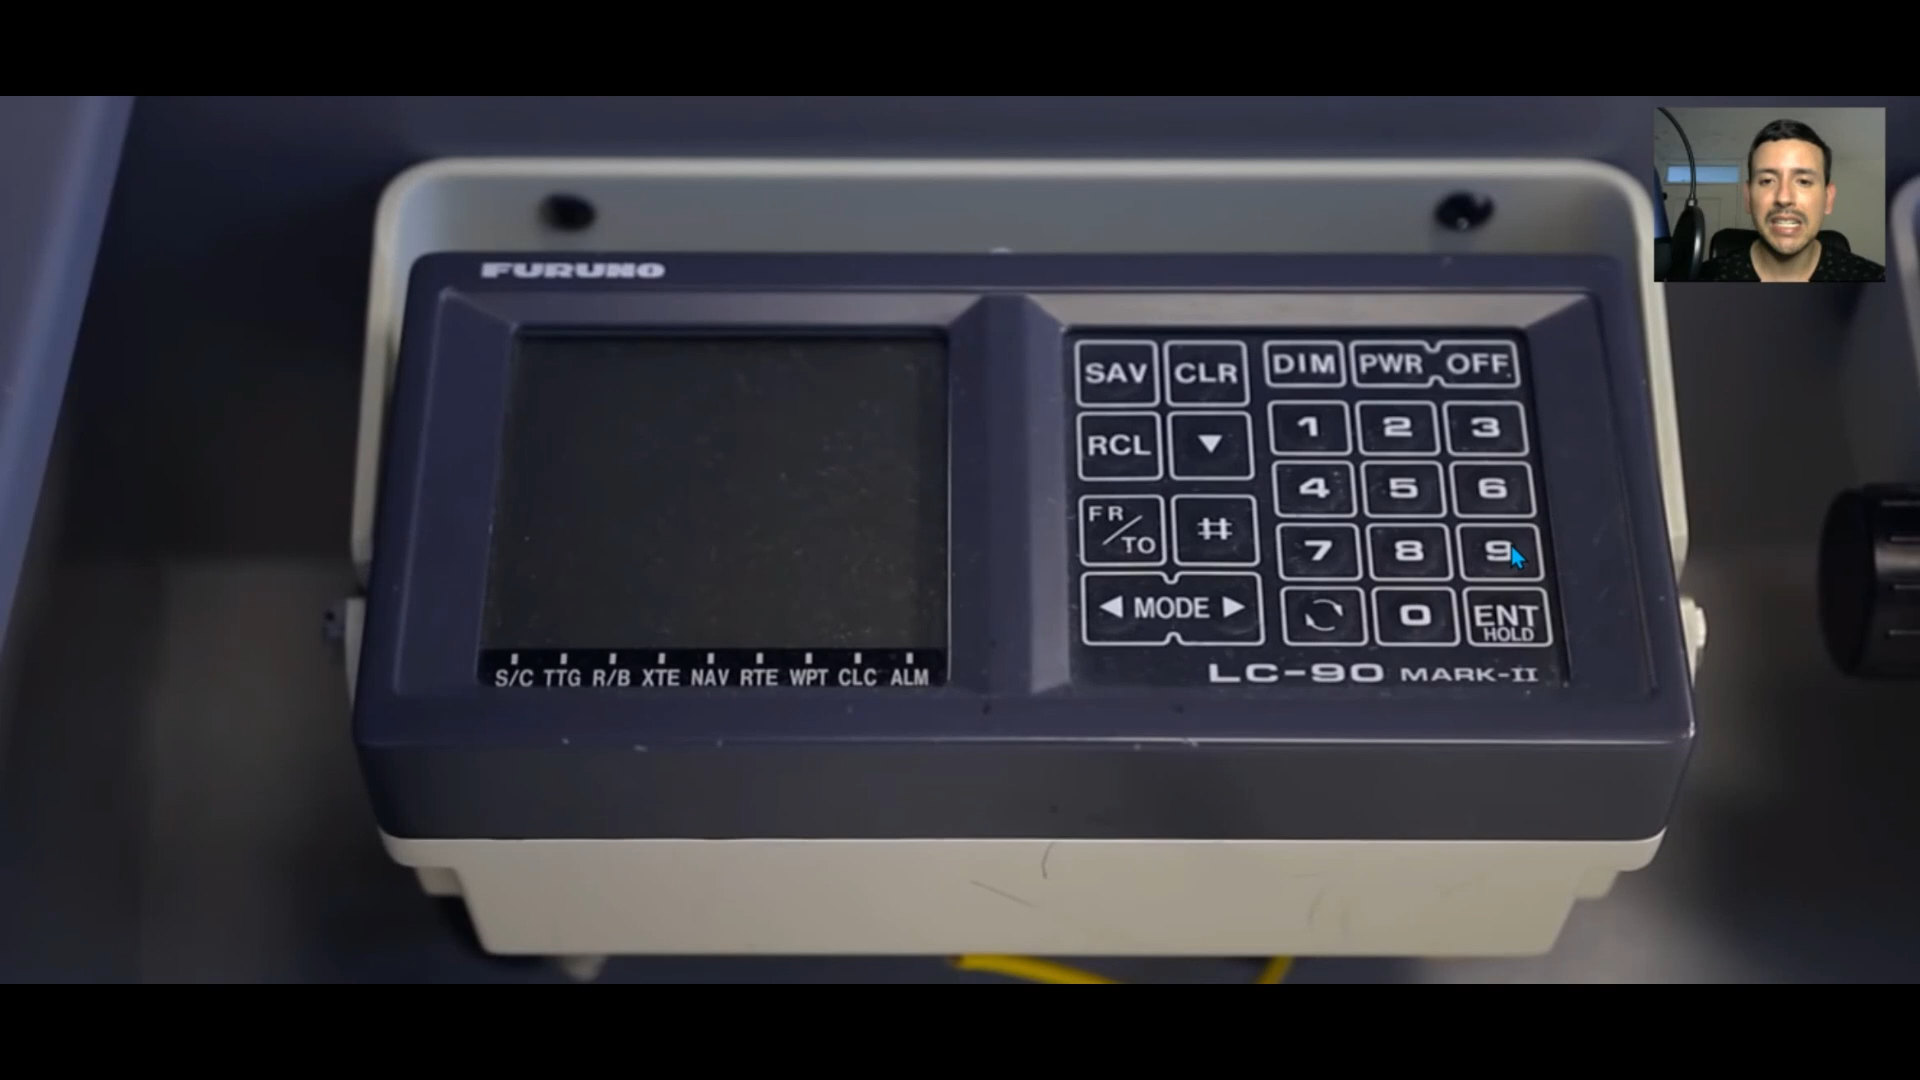 FURUNO
SAV CLR DIM PWR OFF
1 2 3
RCL ▼
4 5 6
FR/TO #
7 8 9
◀ MODE ▶ 0 ENT
HOLD
LC-90 MARK-II
S/C TTG R/B XTE NAV RTE WPT CLC ALM